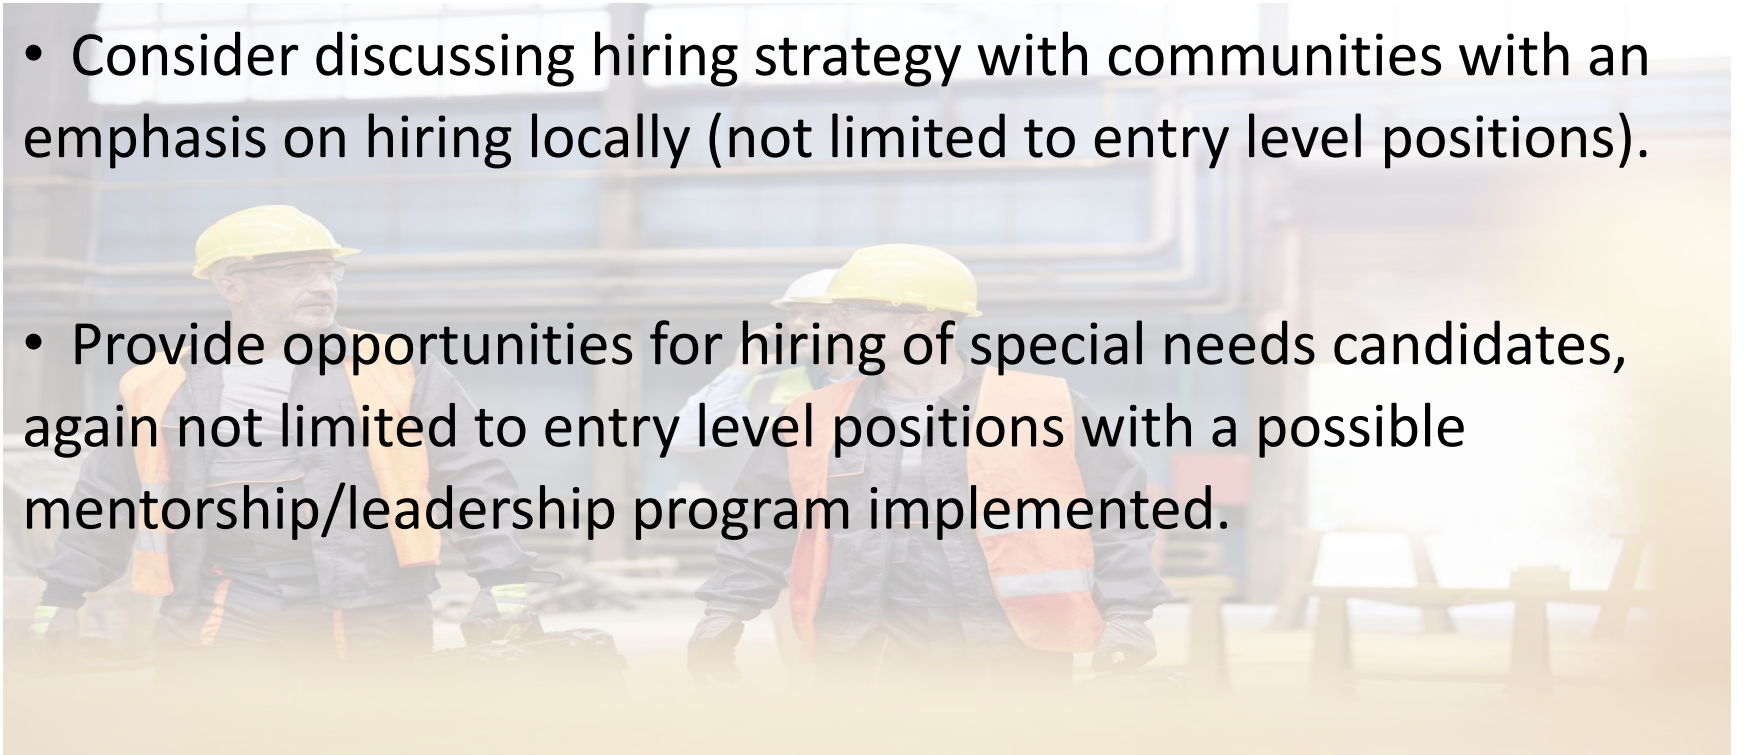 • Consider discussing hiring strategy with communities with an
emphasis on hiring locally (not limited to entry level positions).
• Provide opportunities for hiring of special needs candidates,
again not limited to entry level positions with a possible
mentorship/leadership program implemented.